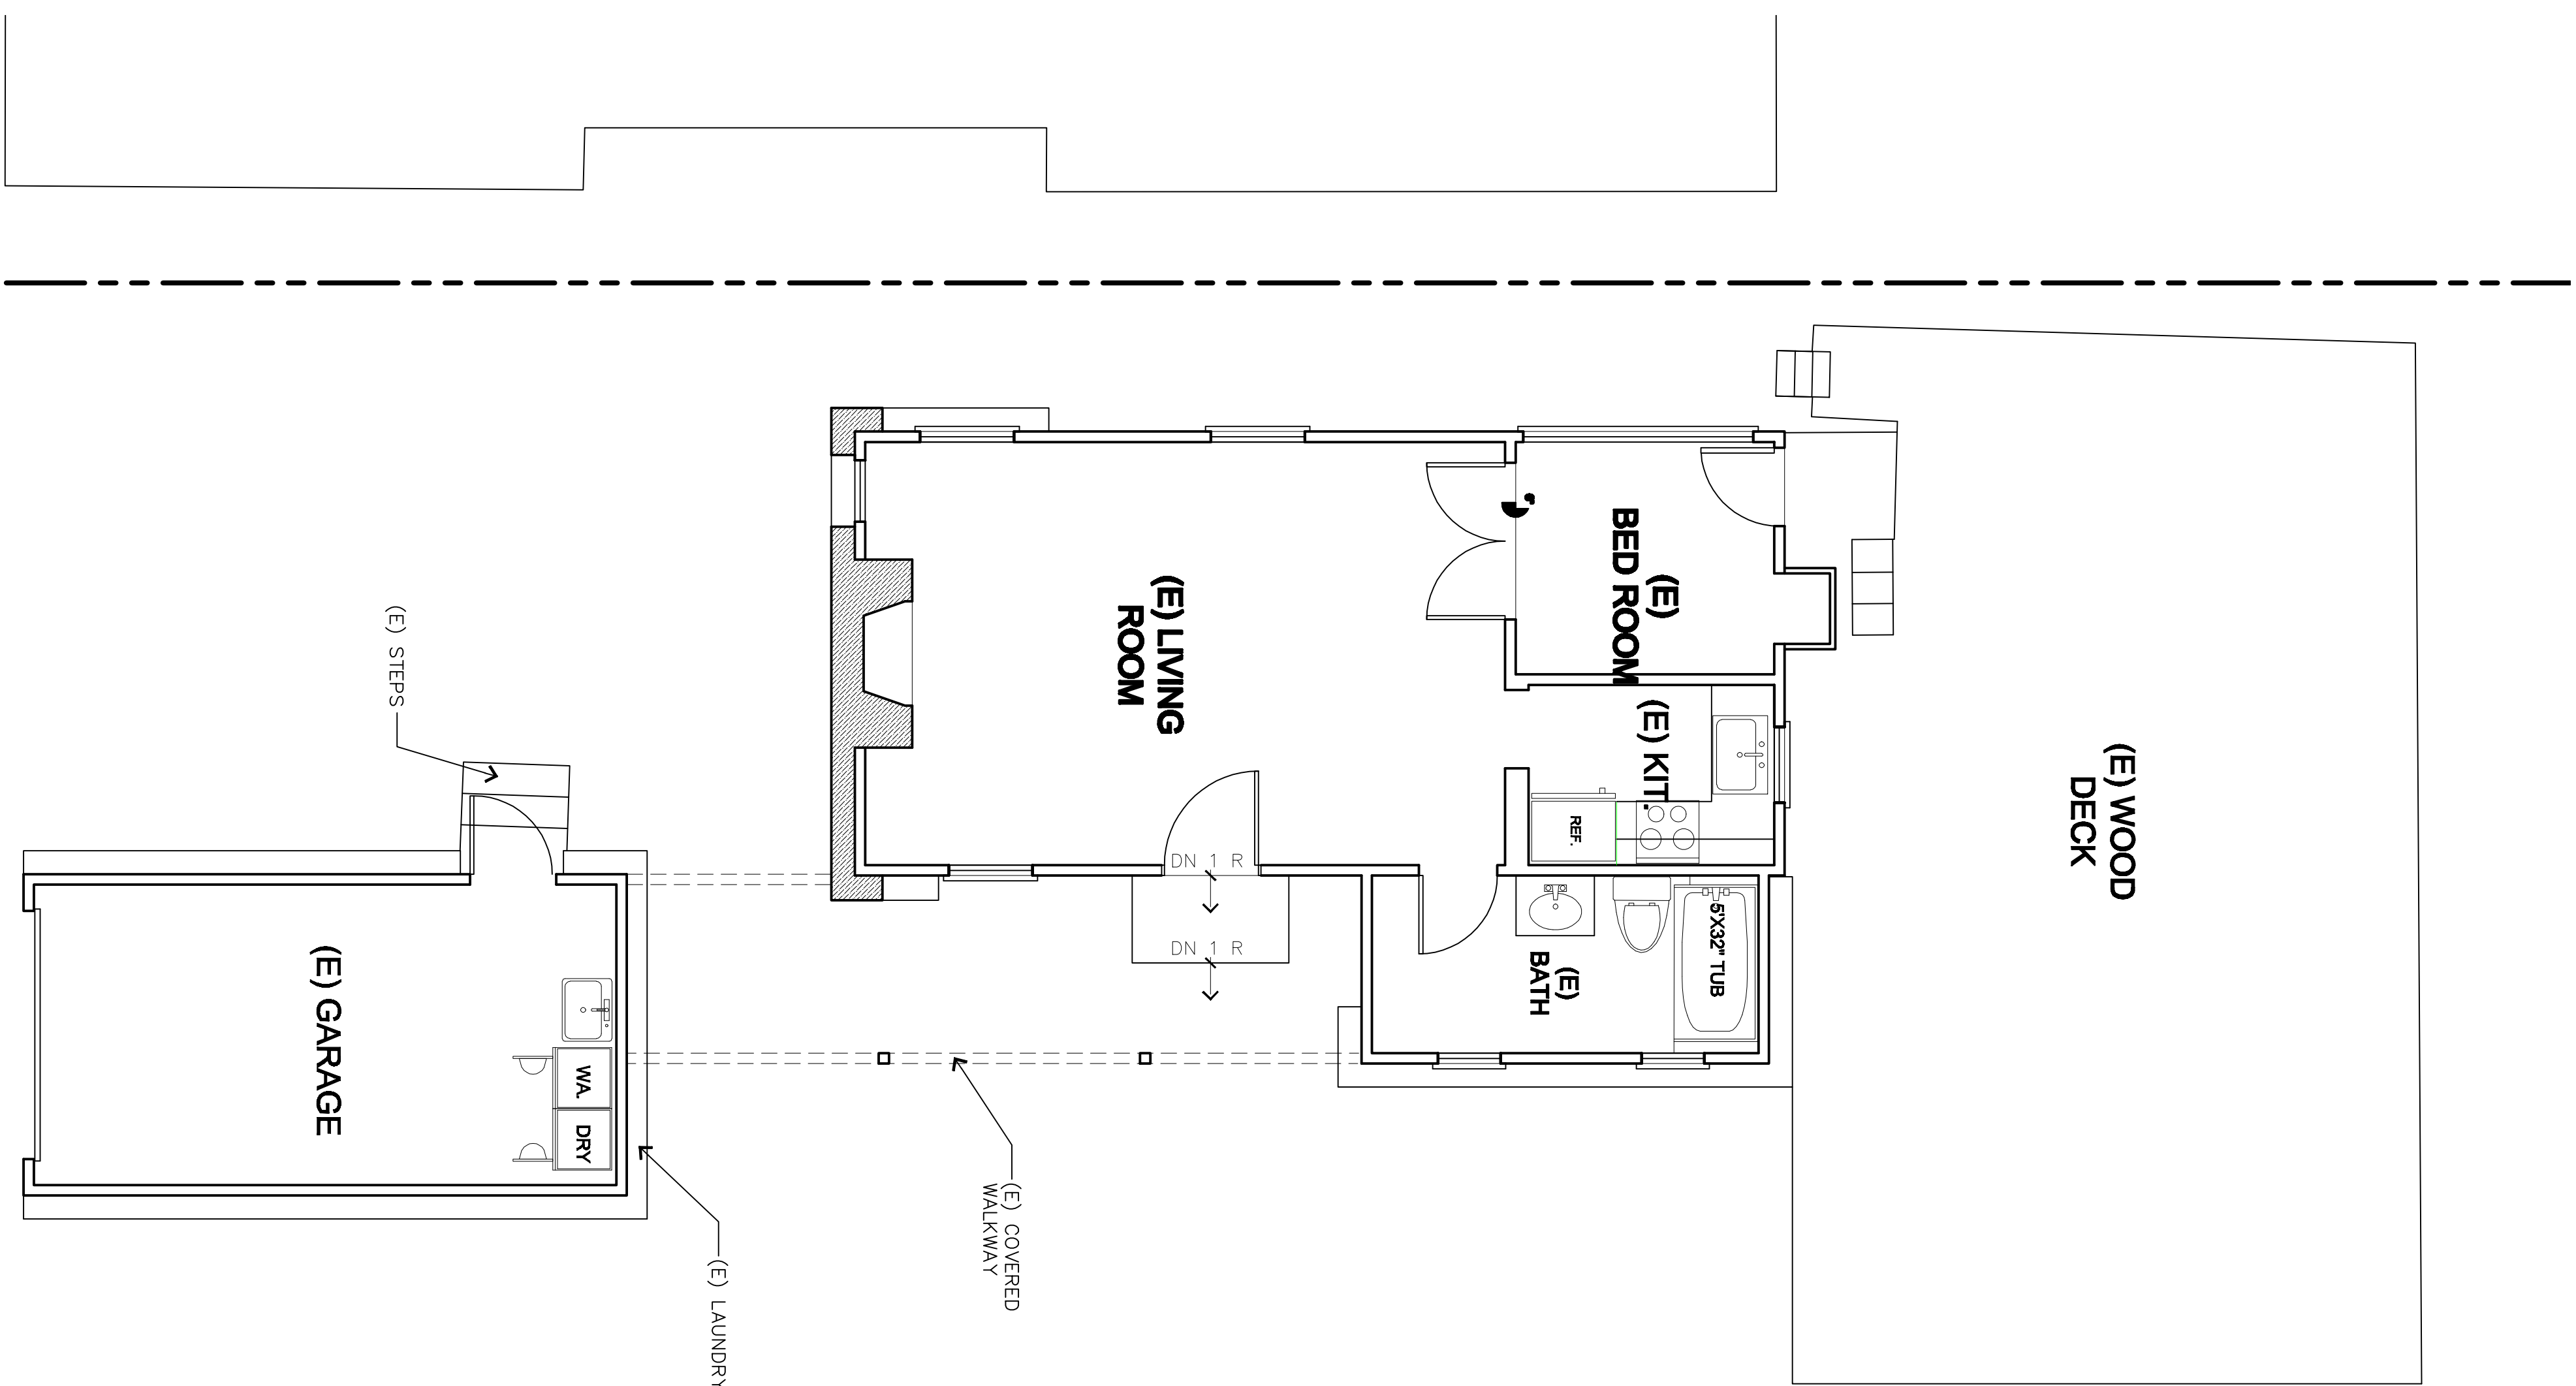 (E) STEPS
(E) LIVING
ROOM
(E)
BED ROOM
(E) KIT.
REF.
DN 1 R
DN 1 R
5'X32" TUB
(E)
BATH
(E) WOOD
DECK
(E) GARAGE
WA.
DRY
(E) COVERED
WALKWAY
(E) LAUNDRY